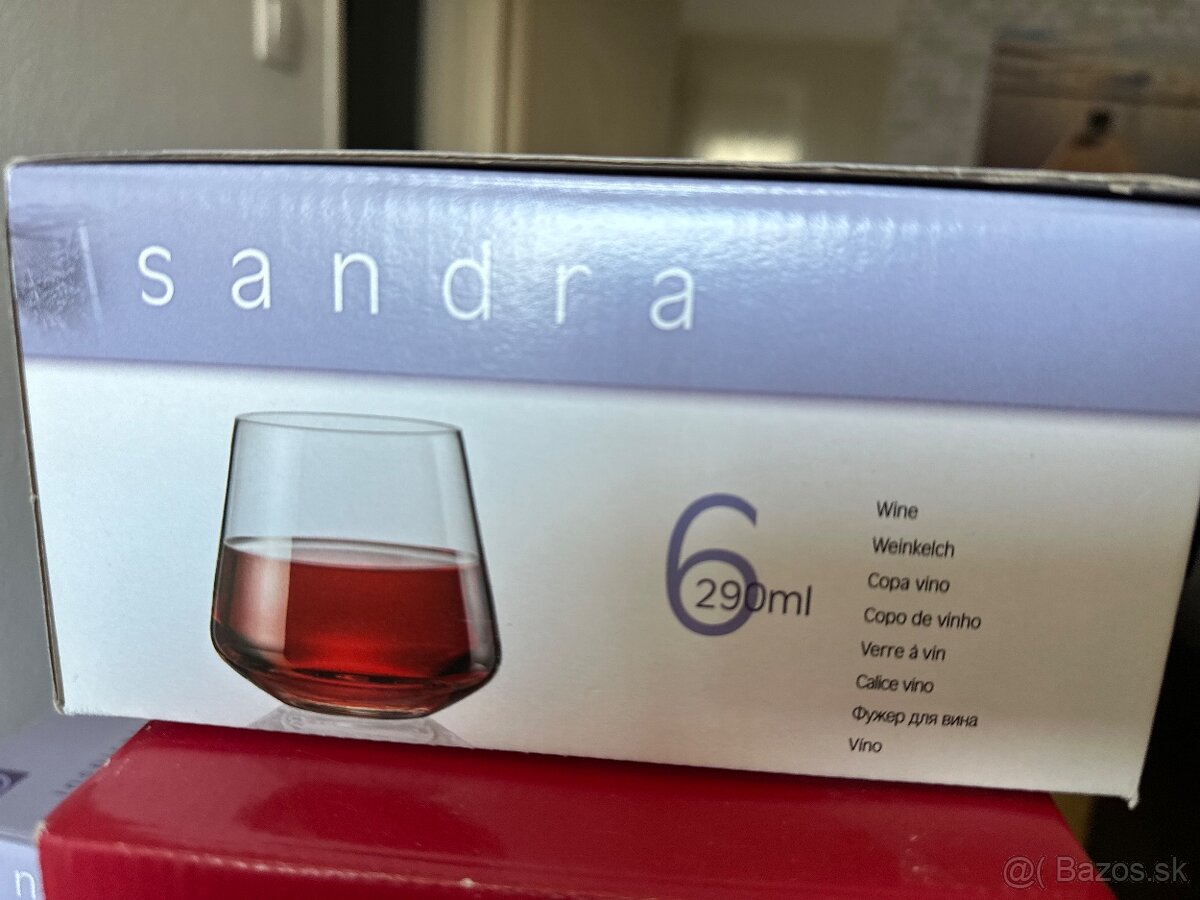 sandra
6
290ml
Wine
Weinkelch
Copa vino
Copo de vinho
Verre á vin
Calice vino
Фужер для вина
Víno
n
@( Bazos.sk